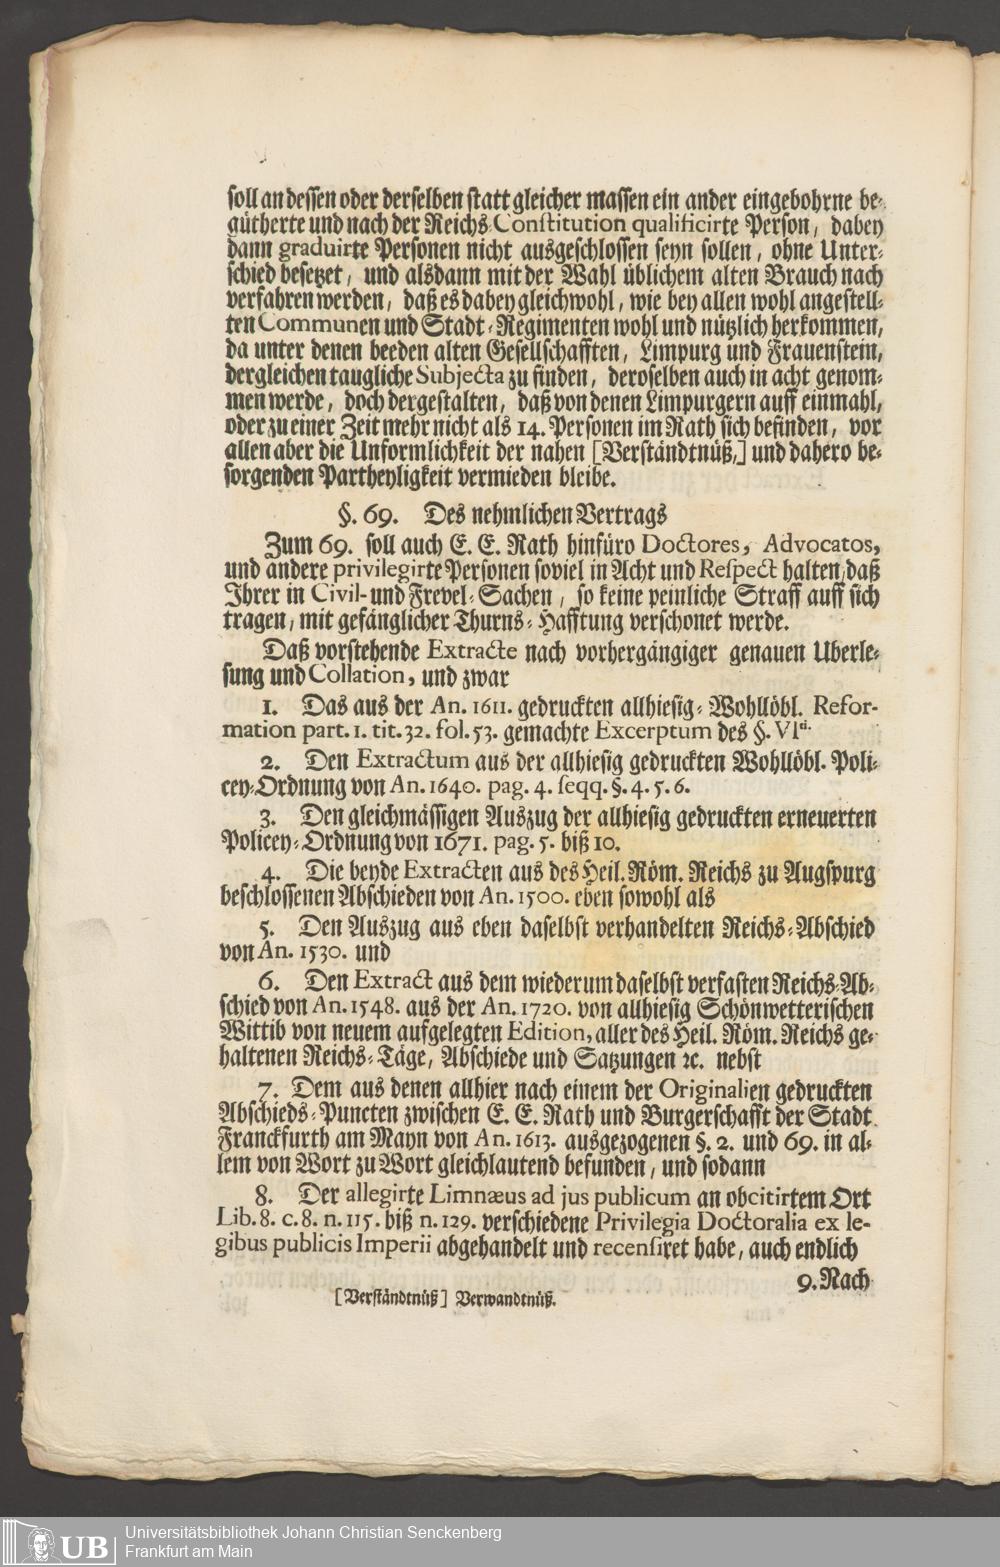 soll an dessen oder derselben statt gleicher massen ein ander eingebohrne be-
gütherte und nach der Reichs-Constitution qualificirte Person, dabey
dann graduirte Personen nicht ausgeschlossen seyn sollen, ohne Unter-
schied besetzet, und alsdann mit der Wahl üblichem alten Brauch nach
verfahren werden, daß es dabey gleichwohl, wie bey allen wohl angestell-
ten Communen und Stadt-Regimenten wohl und nützlich herkommen,
da unter denen beeden alten Gesellschafften, Limpurg und Frauenstein,
dergleichen taugliche Subjecta zu finden, deroselben auch in acht genom-
men werde, doch dergestalten, daß von denen Limpurgern auff einmahl,
oder zu einer Zeit mehr nicht als 14. Personen im Rath sich befinden, vor
allen aber die Unformlichkeit der nahen [Verständtnüß,] und dahero be-
sorgenden Partheyligkeit vermieden bleibe.
§. 69. Des nehmlichen Vertrags
Zum 69. soll auch E. E. Rath hinfüro Doctores, Advocatos,
und andere privilegirte Personen soviel in Acht und Respect halten, daß
Ihrer in Civil- und Frevel-Sachen, so keine peinliche Straff auff sich
tragen, mit gefänglicher Thurns-Hafftung verschonet werde.
Daß vorstehende Extracte nach vorhergängiger genauen Uberle-
sung und Collation, und zwar
1. Das aus der An. 1611. gedruckten allhiesig-Wohllöbl. Refor-
mation part. 1. tit. 32. fol. 53. gemachte Excerptum des §. VIti.
2. Den Extractum aus der allhiesig gedruckten Wohllöbl. Poli-
cey-Ordnung von An. 1640. pag. 4. seqq. §. 4. 5. 6.
3. Den gleichmässigen Auszug der allhiesig gedruckten erneuerten
Policey-Ordnung von 1671. pag. 5. biß 10.
4. Die beyde Extracten aus des Heil. Röm. Reichs zu Augspurg
beschlossenen Abschieden von An. 1500. eben sowohl als
5. Den Auszug aus eben daselbst verhandelten Reichs-Abschied
von An. 1530. und
6. Den Extract aus dem wiederum daselbst verfasten Reichs-Ab-
schied von An. 1548. aus der An. 1720. von allhiesig Schönwetterischen
Wittib von neuem aufgelegten Edition, aller des Heil. Röm. Reichs ge-
haltenen Reichs-Täge, Abschiede und Satzungen ꝛc. nebst
7. Dem aus denen allhier nach einem der Originalien gedruckten
Abschieds-Puncten zwischen E. E. Rath und Burgerschafft der Stadt
Franckfurth am Mayn von An. 1613. ausgezogenen §. 2. und 69. in al-
lem von Wort zu Wort gleichlautend befunden, und sodann
8. Der allegirte Limnæus ad jus publicum an obcitirtem Ort
Lib. 8. c. 8. n. 115. biß n. 129. verschiedene Privilegia Doctoralia ex le-
gibus publicis Imperii abgehandelt und recensiret habe, auch endlich
9. Nach
[Verständtnüß] Verwandtnüß.
UB
Universitätsbibliothek Johann Christian Senckenberg
Frankfurt am Main